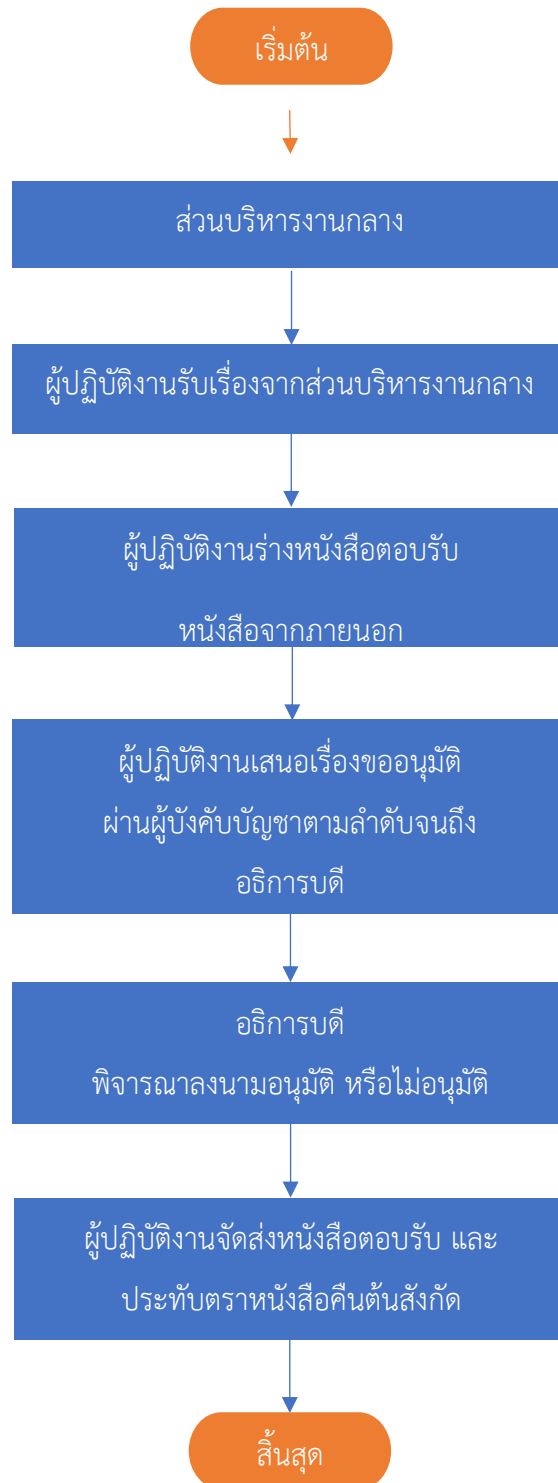 เริ่มต้น
ส่วนบริหารงานกลาง
ผู้ปฏิบัติงานรับเรื่องจากส่วนบริหารงานกลาง
ผู้ปฏิบัติงานร่างหนังสือตอบรับ
หนังสือจากภายนอก
ผู้ปฏิบัติงานเสนอเรื่องขออนุมัติ
ผ่านผู้บังคับบัญชาตามลำดับจนถึง
อธิการบดี
อธิการบดี
พิจารณาลงนามอนุมัติ หรือไม่อนุมัติ
ผู้ปฏิบัติงานจัดส่งหนังสือตอบรับ และ
ประทับตราหนังสือคืนต้นสังกัด
สิ้นสุด